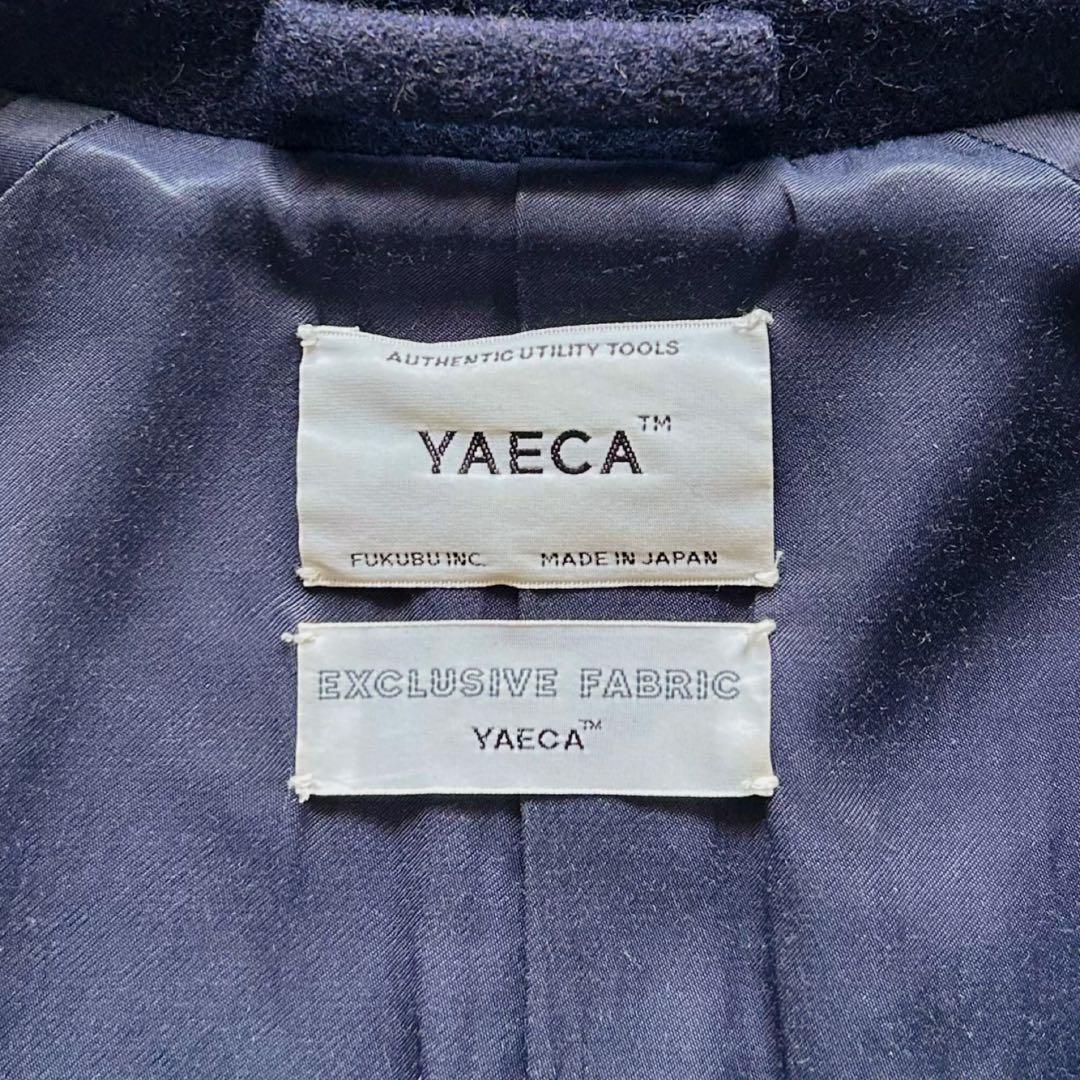 AUTHENTIC UTILITY TOOLS
YAECA™
FUKUBU INC. MADE IN JAPAN
EXCLUSIVE FABRIC
YAECA™